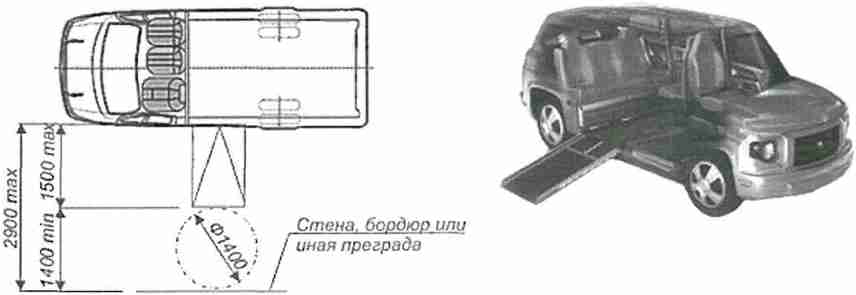 2900 max
1500 max
1400 min
Ф1400
Стена, бордюр или
иная преграда